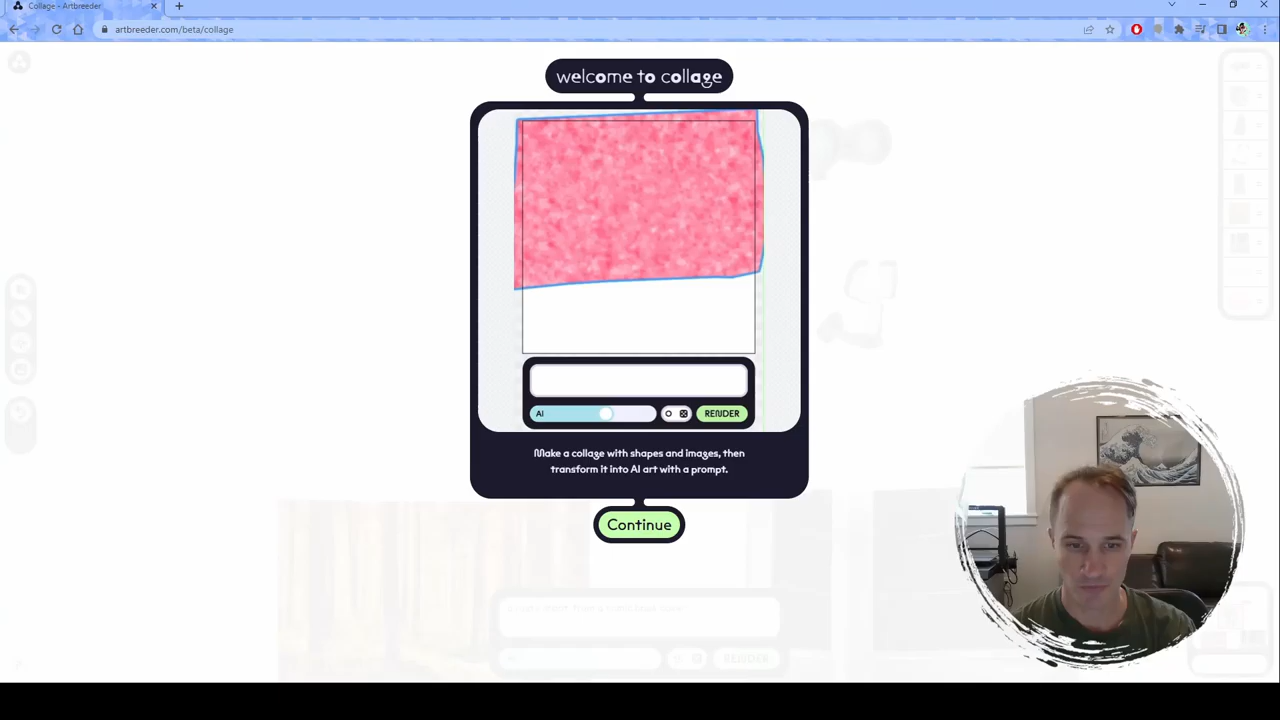 Collage - Artbreeder
artbreeder.com/beta/collage
welcome to collage
AI
RENDER
Make a collage with shapes and images, then
transform it into AI art with a prompt.
Continue
RENDER